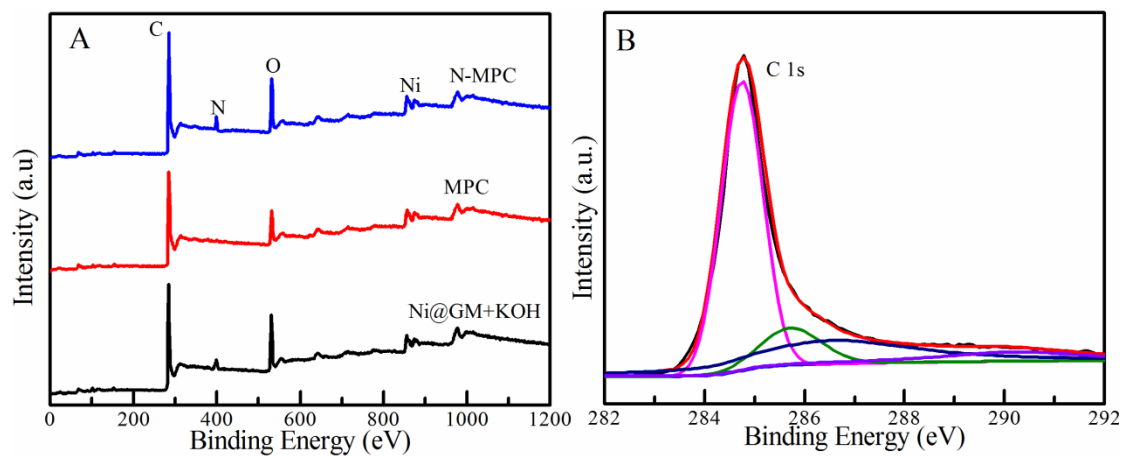 A
C
N
O
Ni
N-MPC
MPC
Ni@GM+KOH
Intensity (a.u)
0 200 400 600 800 1000 1200
Binding Energy (eV)
B
C 1s
Intensity (a.u.)
282 284 286 288 290 292
Binding Energy (eV)